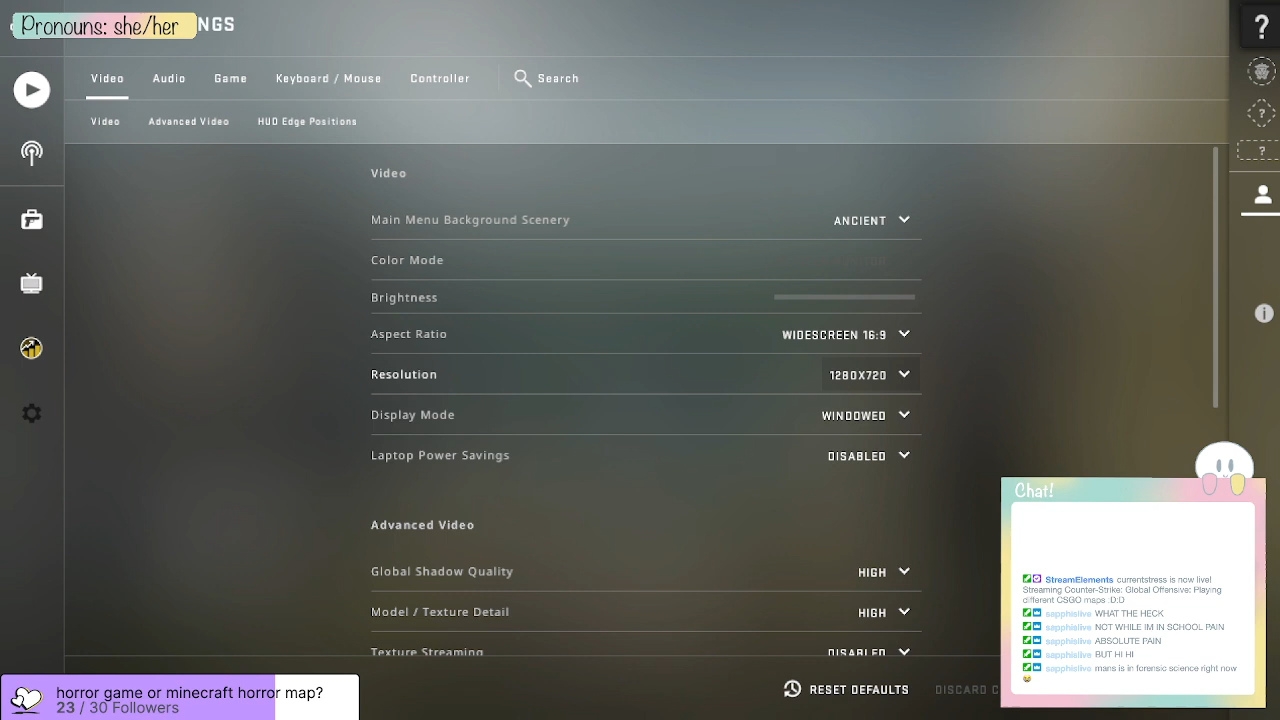 Pronouns: she/her
NGS
Video
Audio
Game
Keyboard / Mouse
Controller
Search
Video
Advanced Video
HUD Edge Positions
Video
Main Menu Background Scenery
ANCIENT
Color Mode
Brightness
Aspect Ratio
WIDESCREEN 16:9
Resolution
1280X720
Display Mode
WINDOWED
Laptop Power Savings
DISABLED
Advanced Video
Global Shadow Quality
HIGH
Model / Texture Detail
HIGH
Texture Streaming
DISABLED
RESET DEFAULTS
DISCARD C
Chat!
StreamElements currentstress is now live!
Streaming Counter-Strike: Global Offensive: Playing
different CSGO maps :D:D
sapphislive WHAT THE HECK
sapphislive NOT WHILE IM IN SCHOOL PAIN
sapphislive ABSOLUTE PAIN
sapphislive BUT HI HI
sapphislive mans is in forensic science right now
😭
horror game or minecraft horror map?
23 / 30 Followers